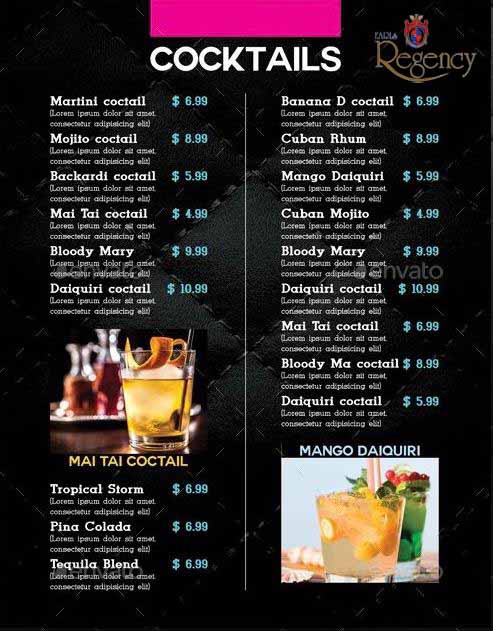 COCKTAILS
EARL's
Regency
Martini coctail $ 6.99
(Lorem ipsum dolor sit amet,
consectetur adipisicing elit)
Mojito coctail $ 8.99
(Lorem ipsum dolor sit amet,
consectetur adipisicing elit)
Backardi coctail $ 5.99
(Lorem ipsum dolor sit amet,
consectetur adipisicing elit)
Mai Tai coctail $ 4.99
(Lorem ipsum dolor sit amet,
consectetur adipisicing elit)
Bloody Mary $ 9.99
(Lorem ipsum dolor sit amet,
consectetur adipisicing elit)
Daiquiri coctail $ 10.99
(Lorem ipsum dolor sit amet,
consectetur adipisicing elit)
MAI TAI COCTAIL
Tropical Storm $ 6.99
(Lorem ipsum dolor sit amet,
consectetur adipisicing elit)
Pina Colada $ 6.99
(Lorem ipsum dolor sit amet,
consectetur adipisicing elit)
Tequila Blend $ 6.99
(Lorem ipsum dolor sit amet,
consectetur adipisicing elit)
Banana D coctail $ 6.99
(Lorem ipsum dolor sit amet,
consectetur adipisicing elit)
Cuban Rhum $ 8.99
(Lorem ipsum dolor sit amet,
consectetur adipisicing elit)
Mango Daiquiri $ 5.99
(Lorem ipsum dolor sit amet,
consectetur adipisicing elit)
Cuban Mojito $ 4.99
(Lorem ipsum dolor sit amet,
consectetur adipisicing elit)
Bloody Mary $ 9.99
(Lorem ipsum dolor sit amet,
consectetur adipisicing elit)
envato
Daiquiri coctail $ 10.99
(Lorem ipsum dolor sit amet,
consectetur adipisicing elit)
Mai Tai coctail $ 6.99
(Lorem ipsum dolor sit amet,
consectetur adipisicing elit)
Bloody Ma coctail $ 8.99
(Lorem ipsum dolor sit amet,
consectetur adipisicing elit)
Daiquiri coctail $ 5.99
(Lorem ipsum dolor sit amet,
consectetur adipisicing elit)
MANGO DAIQUIRI